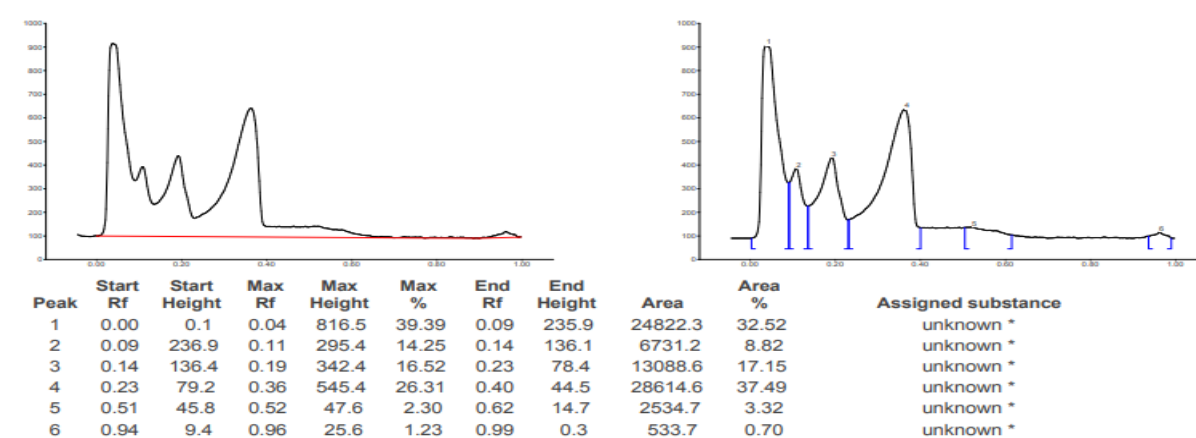 1000
900
800
700
600
500
400
300
200
100
0
0.00 0.20 0.40 0.60 0.80 1.00
1000
900
800
700
600
500
400
300
200
100
0
1
2
3
4
5
6
0.00 0.20 0.40 0.60 0.80 1.00
Start Start Max Max Max End End Area
Peak Rf Height Rf Height % Rf Height Area % Assigned substance
1 0.00 0.1 0.04 816.5 39.39 0.09 235.9 24822.3 32.52 unknown *
2 0.09 236.9 0.11 295.4 14.25 0.14 136.1 6731.2 8.82 unknown *
3 0.14 136.4 0.19 342.4 16.52 0.23 78.4 13088.6 17.15 unknown *
4 0.23 79.2 0.36 545.4 26.31 0.40 44.5 28614.6 37.49 unknown *
5 0.51 45.8 0.52 47.6 2.30 0.62 14.7 2534.7 3.32 unknown *
6 0.94 9.4 0.96 25.6 1.23 0.99 0.3 533.7 0.70 unknown *